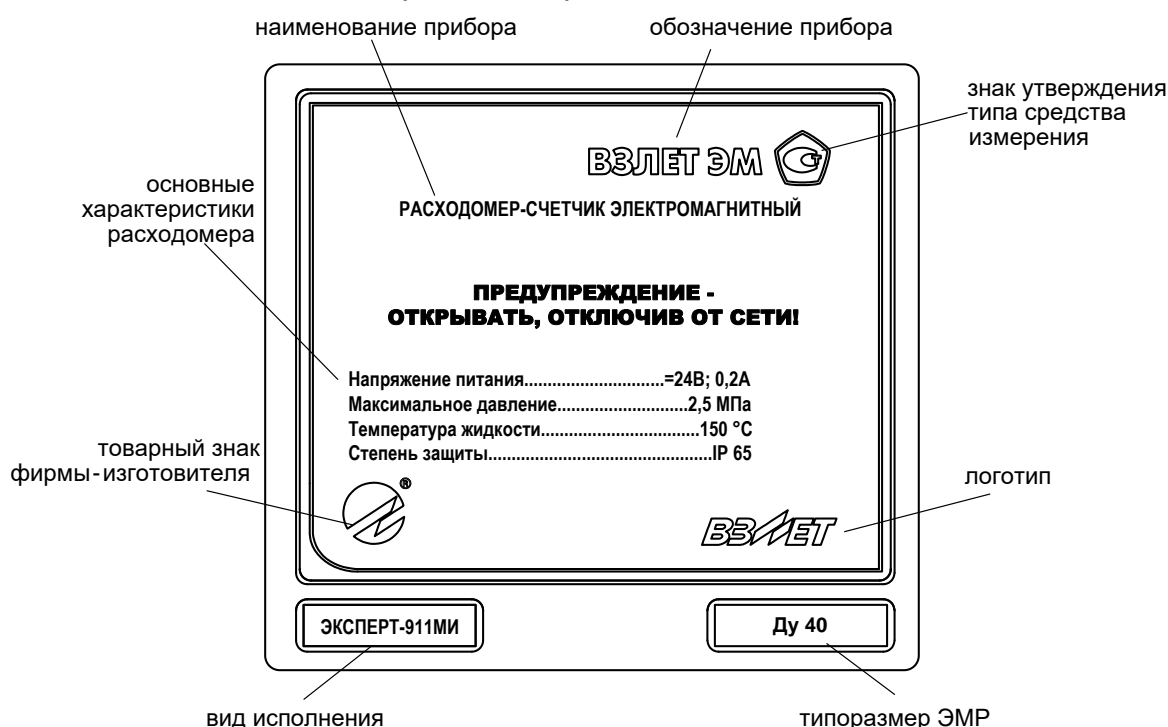 наименование прибора
обозначение прибора
знак утверждения
типа средства
измерения
ВЗЛЕТ ЭМ
основные
характеристики
расходомера
РАСХОДОМЕР-СЧЕТЧИК ЭЛЕКТРОМАГНИТНЫЙ
ПРЕДУПРЕЖДЕНИЕ -
ОТКРЫВАТЬ, ОТКЛЮЧИВ ОТ СЕТИ!
Напряжение питания..............................=24В; 0,2А
Максимальное давление............................2,5 МПа
Температура жидкости..................................150 °С
Степень защиты................................................IP 65
товарный знак
фирмы-изготовителя
®
логотип
ВЗЛЕТ
ЭКСПЕРТ-911МИ
Ду 40
вид исполнения
типоразмер ЭМР